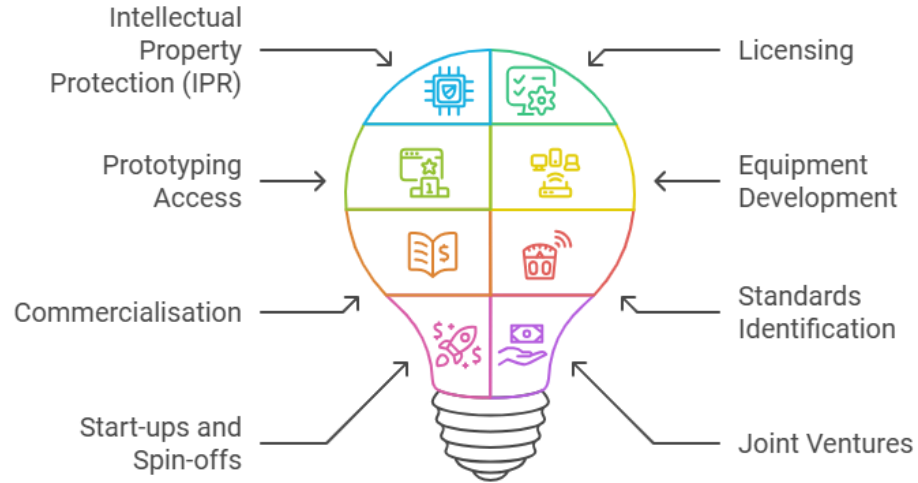 Intellectual
Property
Protection (IPR)
Licensing
Prototyping
Access
Equipment
Development
Commercialisation
Standards
Identification
Start-ups and
Spin-offs
Joint Ventures
1
$
$
$